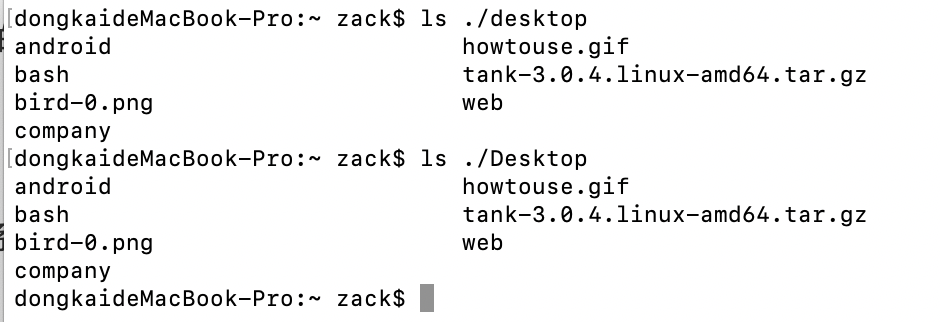 [dongkaideMacBook-Pro:~ zack$ ls ./desktop
android howtouse.gif
bash tank-3.0.4.linux-amd64.tar.gz
bird-0.png web
company
[dongkaideMacBook-Pro:~ zack$ ls ./Desktop
android howtouse.gif
bash tank-3.0.4.linux-amd64.tar.gz
bird-0.png web
company
dongkaideMacBook-Pro:~ zack$